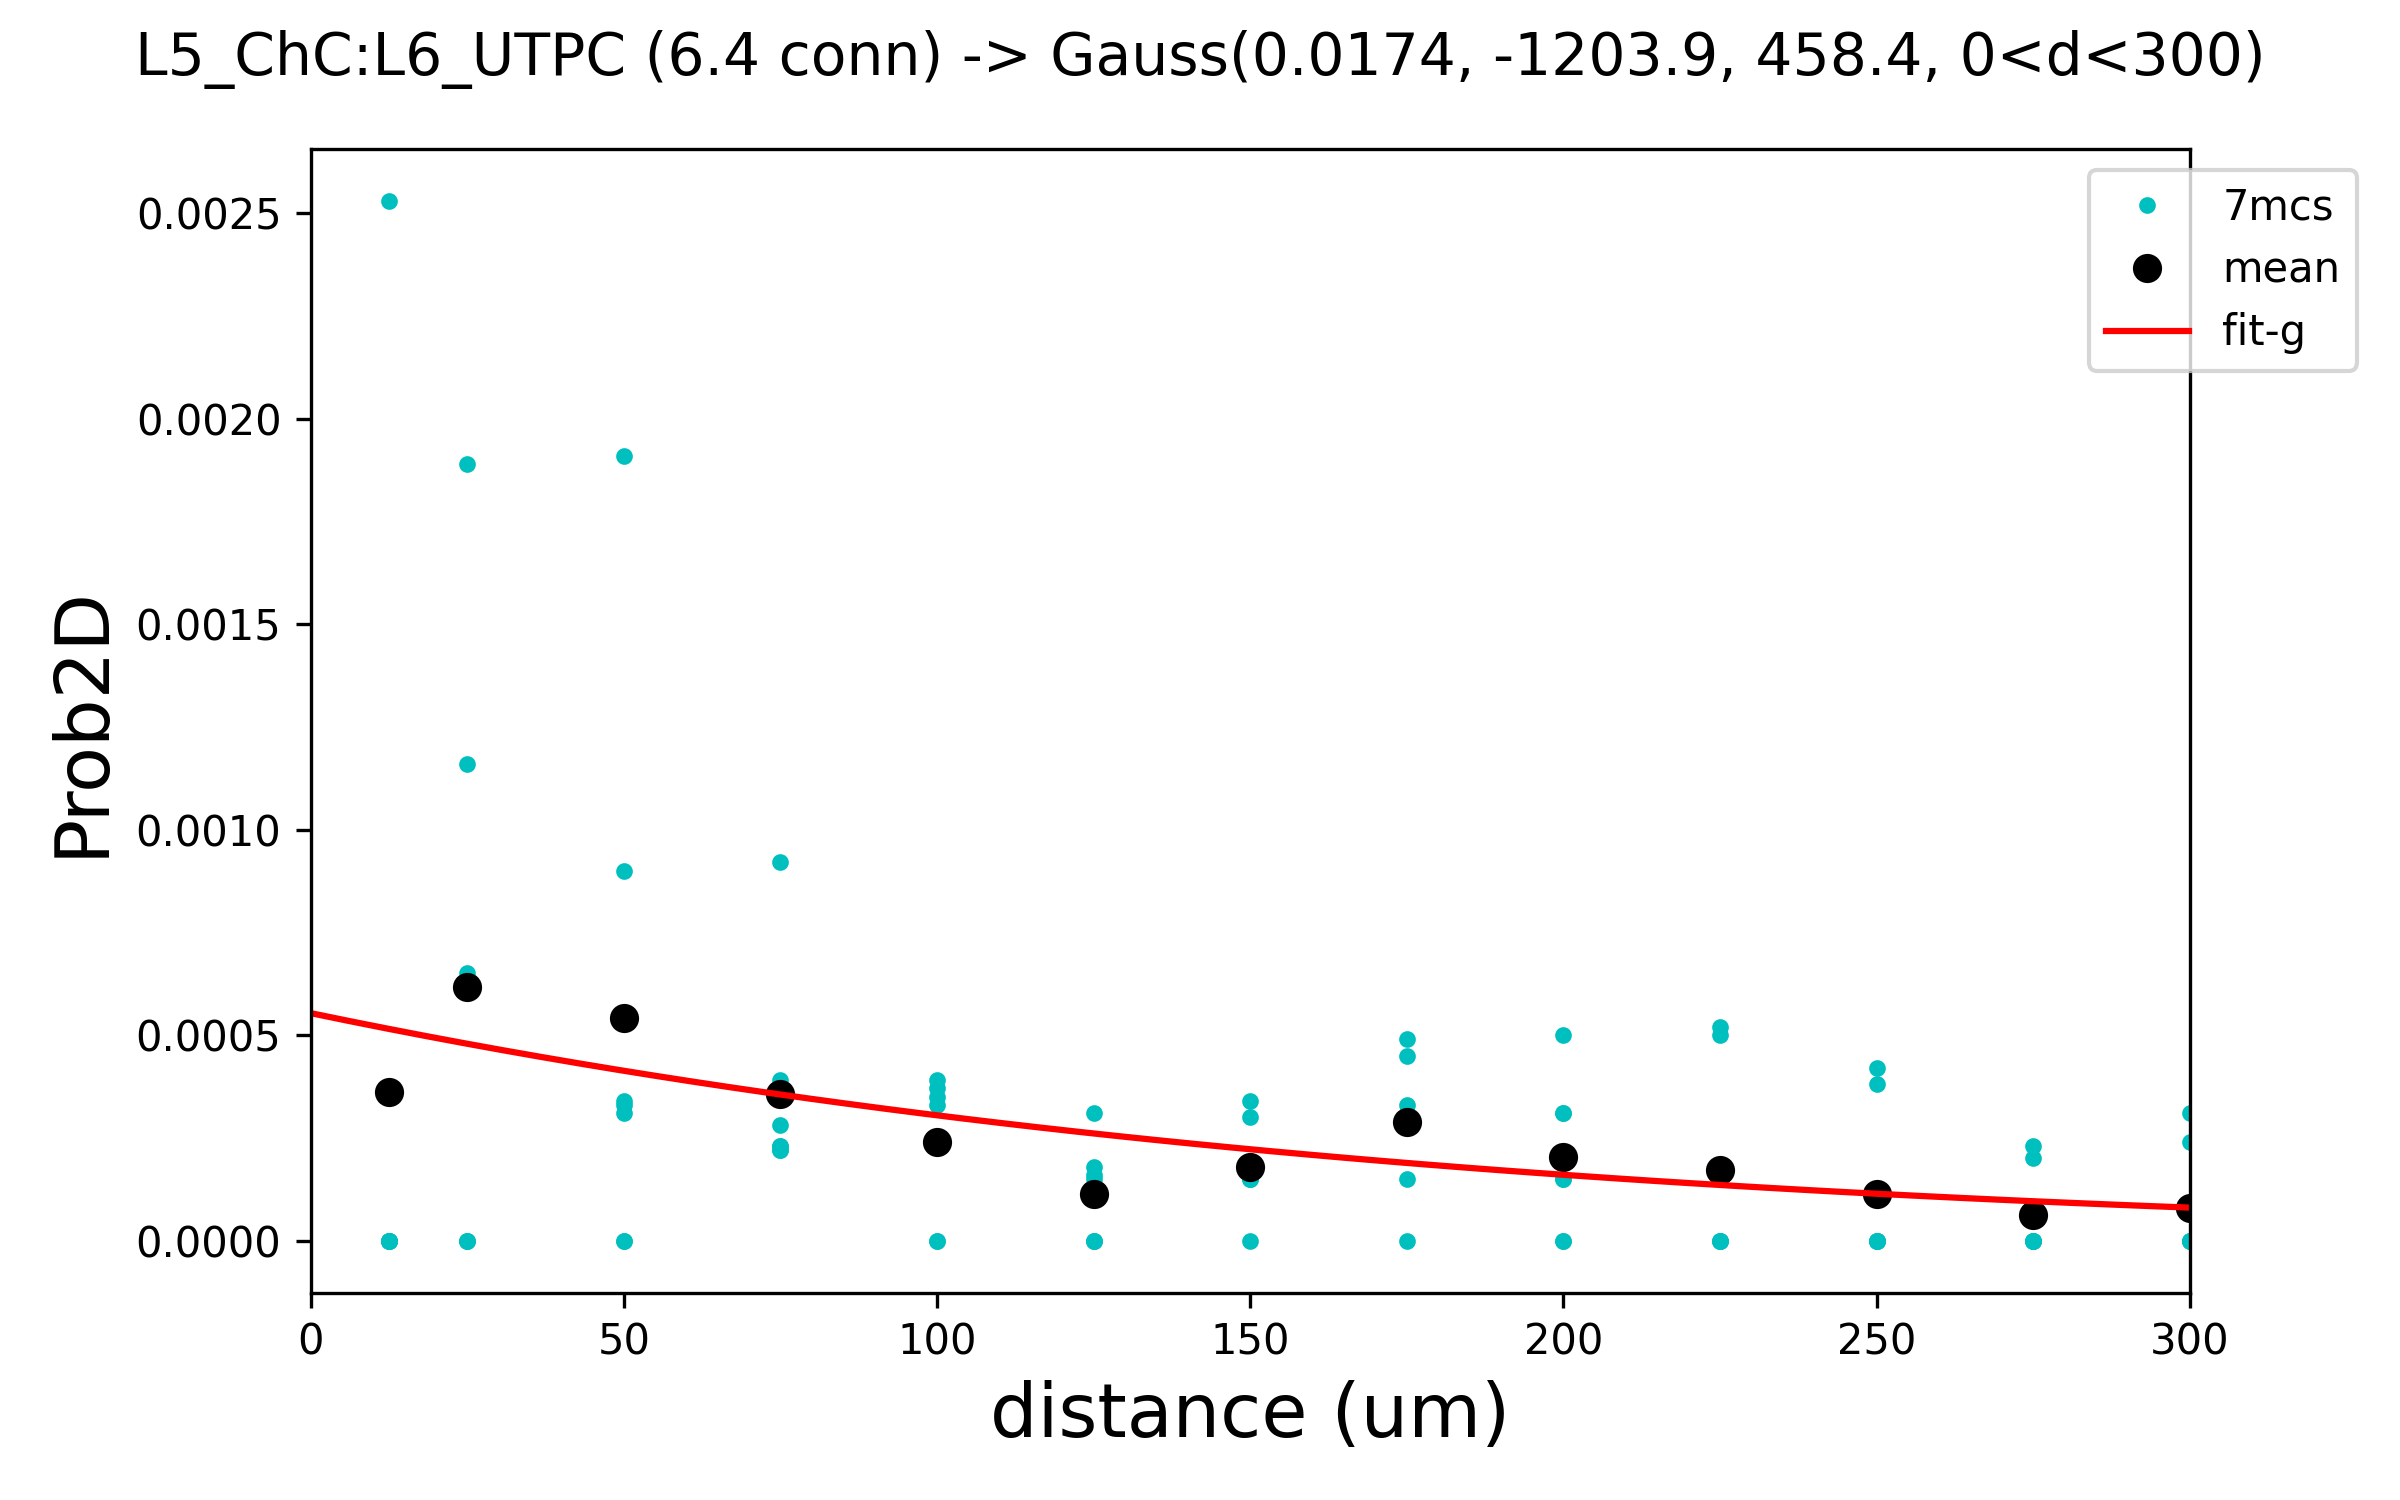 L5_ChC:L6_UTPC (6.4 conn) -> Gauss(0.0174, -1203.9, 458.4, 0<d<300)
7mcs
mean
fit-g
Prob2D
0.0025
0.0020
0.0015
0.0010
0.0005
0.0000
0 50 100 150 200 250 300
distance (um)